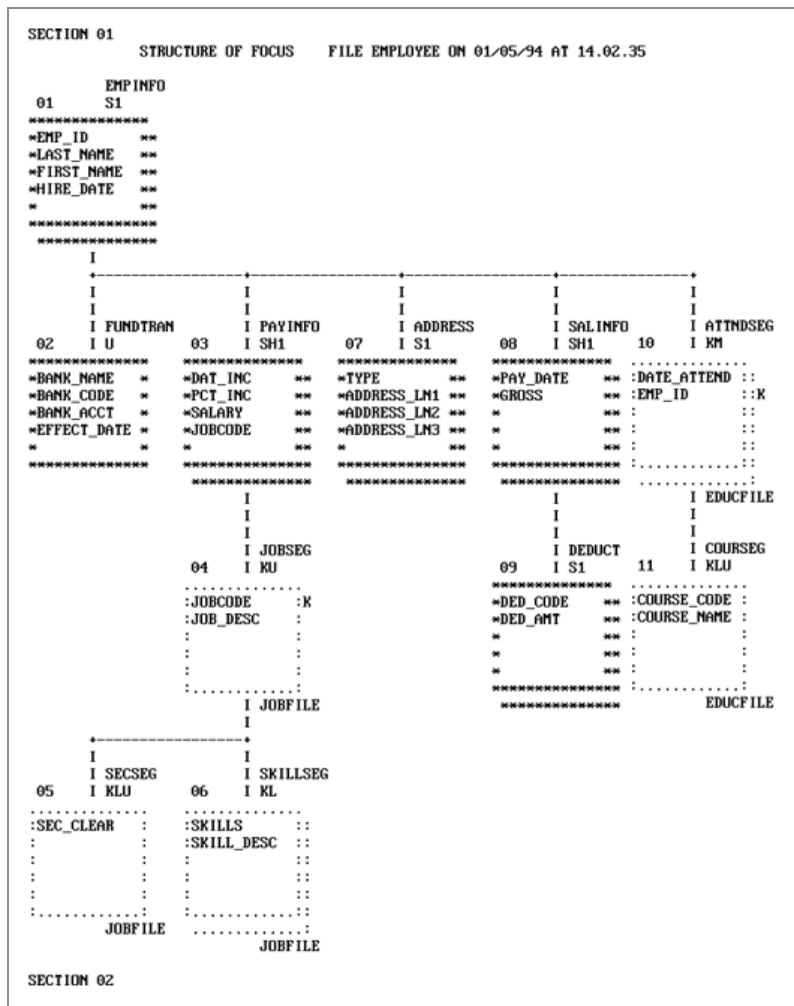 SECTION 01
STRUCTURE OF FOCUS FILE EMPLOYEE ON 01/05/94 AT 14.02.35
EMPINFO
01 S1
**************
*EMP_ID **
*LAST_NAME **
*FIRST_NAME **
*HIRE_DATE **
* **
***************
**************
I
+-----------------+-----------------+-----------------+---------------+
I I I I I
I I I I I
I FUNDTRAN I PAYINFO I ADDRESS I SALINFO I ATTNDSEG
02 I U 03 I SH1 07 I S1 08 I SH1 10 I KM
************** ************** ************** ************** ..............
*BANK_NAME * *DAT_INC ** *TYPE ** *PAY_DATE ** :DATE_ATTEND ::
*BANK_CODE * *PCT_INC ** *ADDRESS_LN1 ** *GROSS ** :EMP_ID ::K
*BANK_ACCT * *SALARY ** *ADDRESS_LN2 ** * ** : ::
*EFFECT_DATE * *JOBCODE ** *ADDRESS_LN3 ** * ** : ::
* * * ** * ** * ** : ::
************** *************** *************** *************** :............::
************** ************** ************** .............:
I I I EDUCFILE
I I I
I I I
I JOBSEG I DEDUCT I COURSEG
04 I KU 09 I S1 11 I KLU
.............. ************** ..............
:JOBCODE :K *DED_CODE ** :COURSE_CODE :
:JOB_DESC : *DED_AMT ** :COURSE_NAME :
: : * ** : :
: : * ** : :
: : * ** : :
:............: *************** :............:
I JOBFILE ************** EDUCFILE
I
+-----------------+
I I
I SECSEG I SKILLSEG
05 I KLU 06 I KL
.............. ..............
:SEC_CLEAR : :SKILLS ::
: : :SKILL_DESC ::
: : : ::
: : : ::
: : : ::
:............: :............::
JOBFILE .............:
JOBFILE
SECTION 02